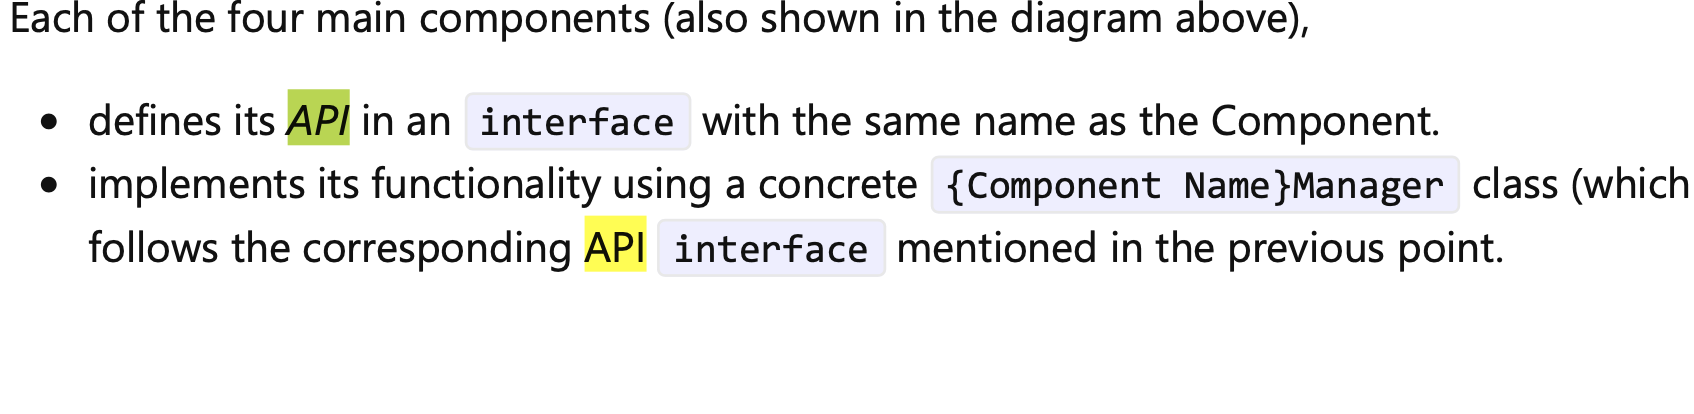 Each of the four main components (also shown in the diagram above),
• defines its API in an interface with the same name as the Component.
• implements its functionality using a concrete {Component Name}Manager class (which
follows the corresponding API interface mentioned in the previous point.